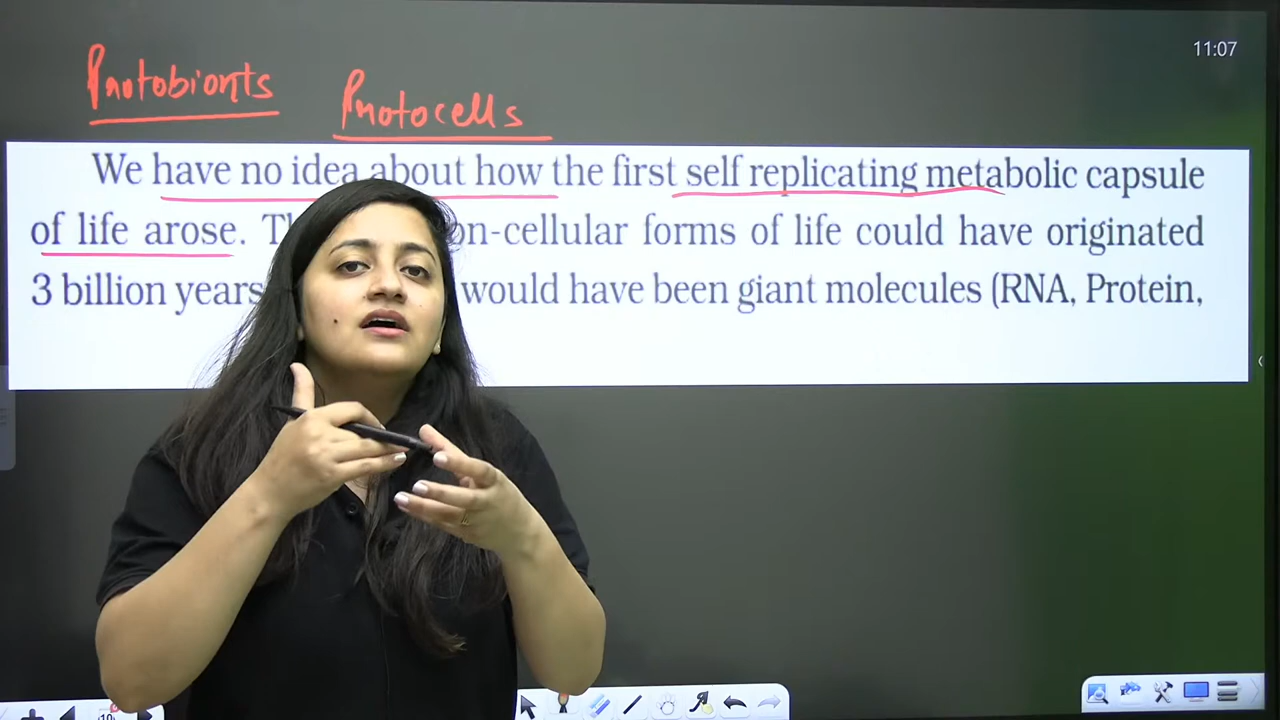 11:07
Protobionts
Protocells
We have no idea about how the first self replicating metabolic capsule
of life arose. on-cellular forms of life could have originated
3 billion years would have been giant molecules (RNA, Protein,